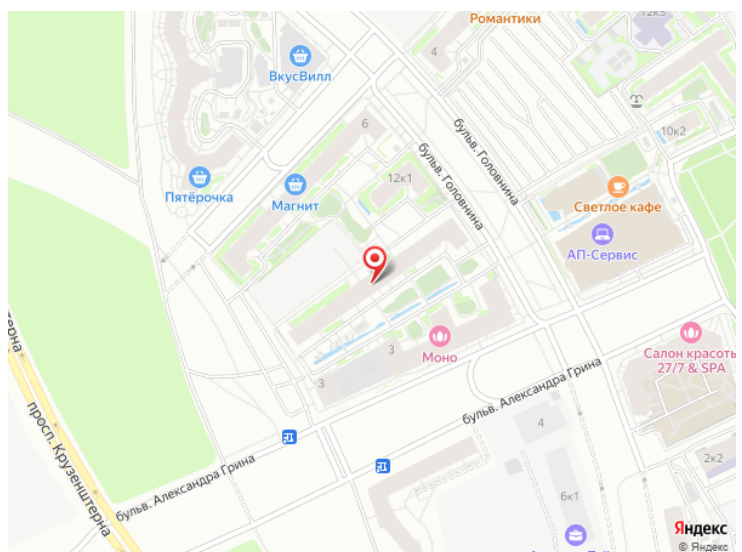 Романтики
12к3
4
ВкусВилл
6
бульв. Головнина
бульв. Головнина
10к2
12к1
Пятёрочка
Магнит
Светлое кафе
АП-Сервис
Моно
3
3
Салон красоты
27/7 & SPA
бульв. Александра Грина
4
просп. Крузенштерна
бульв. Александра Грина
2к2
6к1
Яндекс
© Яндекс